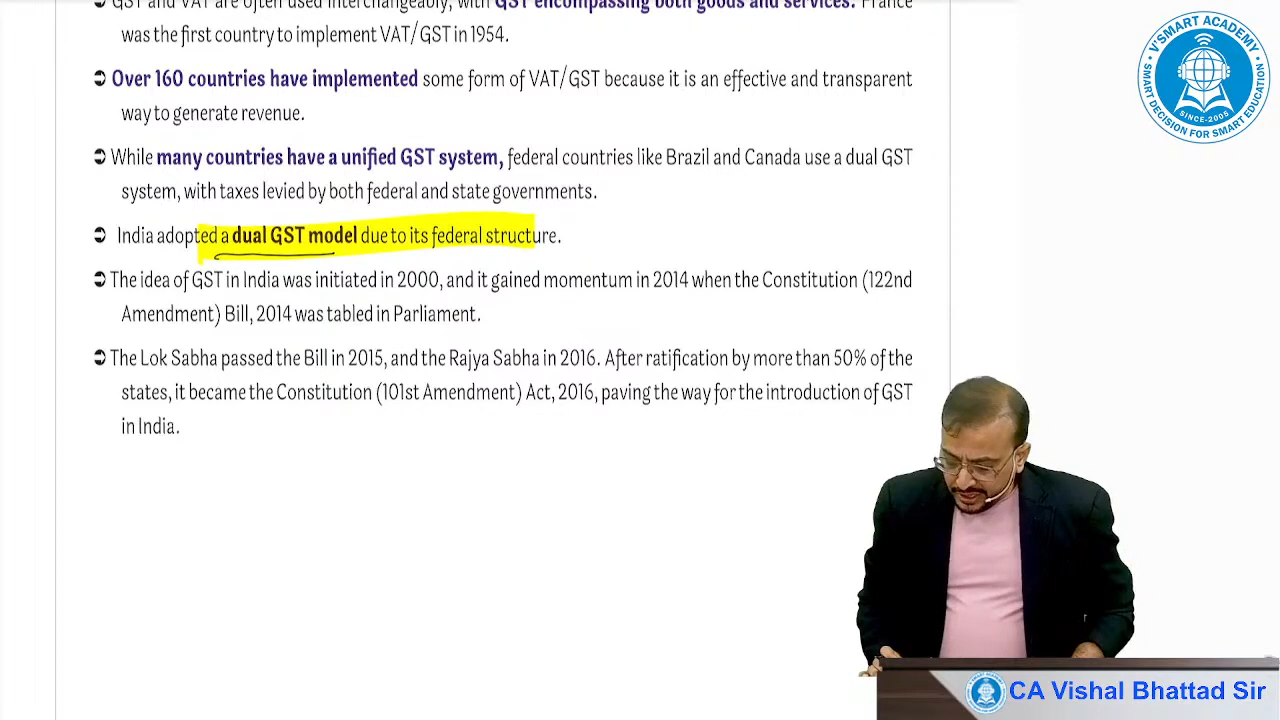 GST and VAT are often used interchangeably, with GST encompassing both goods and services. France
was the first country to implement VAT/GST in 1954.
➲ Over 160 countries have implemented some form of VAT/GST because it is an effective and transparent
way to generate revenue.
➲ While many countries have a unified GST system, federal countries like Brazil and Canada use a dual GST
system, with taxes levied by both federal and state governments.
➲ India adopted a dual GST model due to its federal structure.
➲ The idea of GST in India was initiated in 2000, and it gained momentum in 2014 when the Constitution (122nd
Amendment) Bill, 2014 was tabled in Parliament.
➲ The Lok Sabha passed the Bill in 2015, and the Rajya Sabha in 2016. After ratification by more than 50% of the
states, it became the Constitution (101st Amendment) Act, 2016, paving the way for the introduction of GST
in India.
V'SMART ACADEMY
SINCE-2005
SMART DECISION FOR SMART EDUCATION
CA Vishal Bhattad Sir